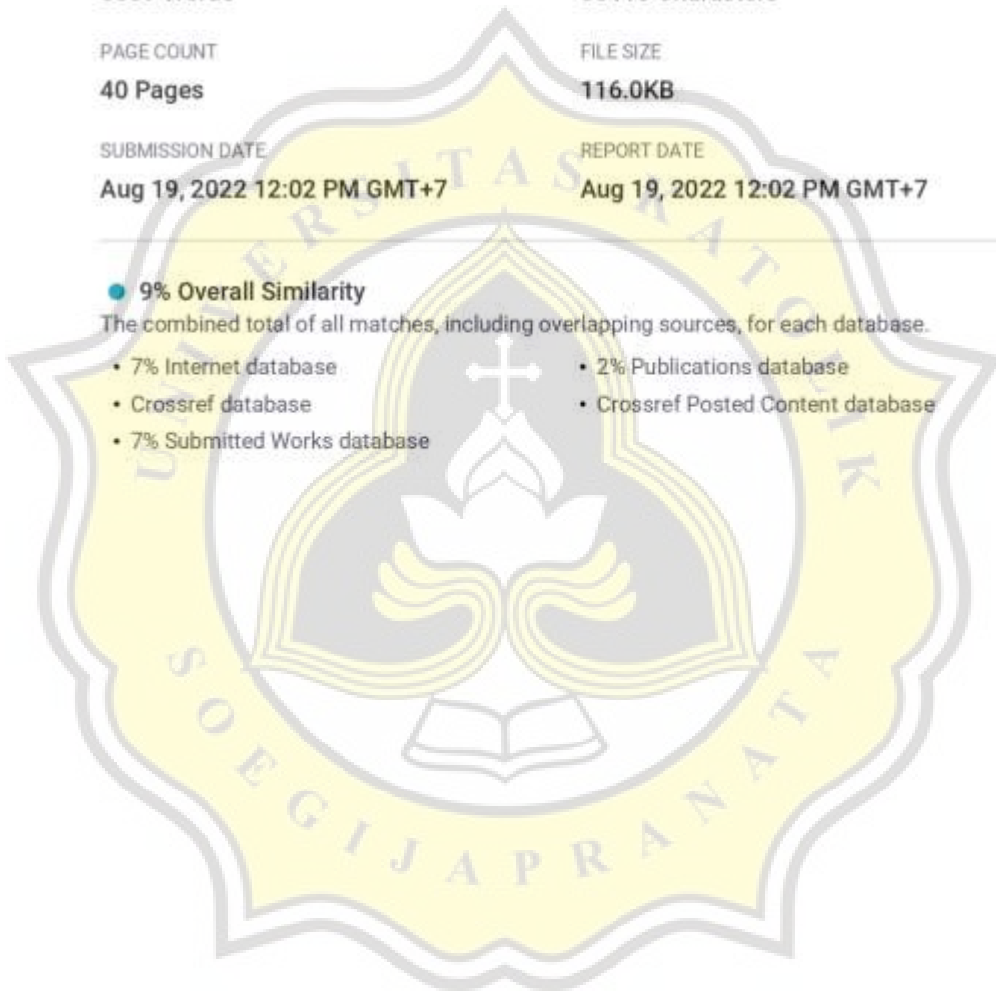 PAGE COUNT FILE SIZE
40 Pages 116.0KB
SUBMISSION DATE REPORT DATE
Aug 19, 2022 12:02 PM GMT+7 Aug 19, 2022 12:02 PM GMT+7
9% Overall Similarity
The combined total of all matches, including overlapping sources, for each database.
• 7% Internet database • 2% Publications database
• Crossref database • Crossref Posted Content database
• 7% Submitted Works database
UNIVERSITAS KATOLIK
SOEGIJAPRANATA